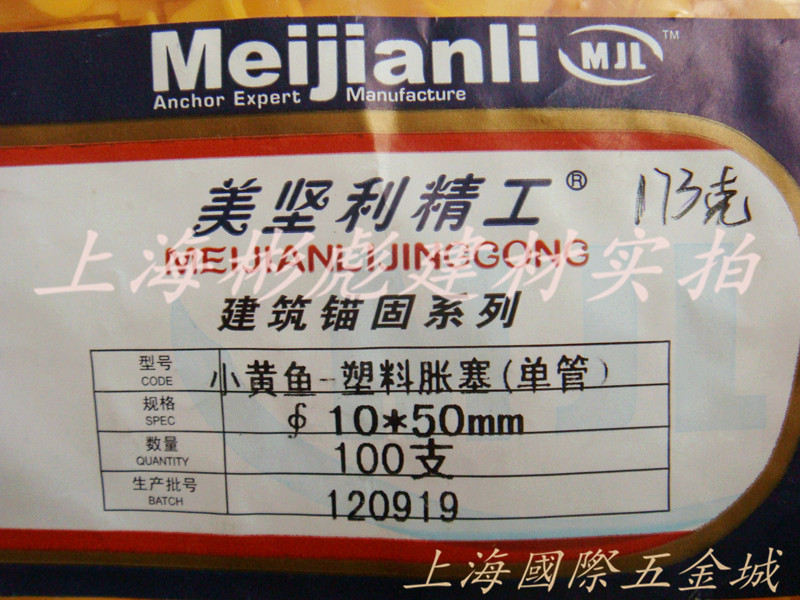 Meijianli MJL TM
Anchor Expert Manufacture
美坚利精工® 173克
MEIJIANLIJINGGONG
上海彬彪建材实拍
建筑锚固系列
型号 CODE 小黄鱼-塑料胀塞(单管)
规格 SPEC ∮10*50mm
数量 QUANTITY 100支
生产批号 BATCH 120919
MJL
上海國際五金城